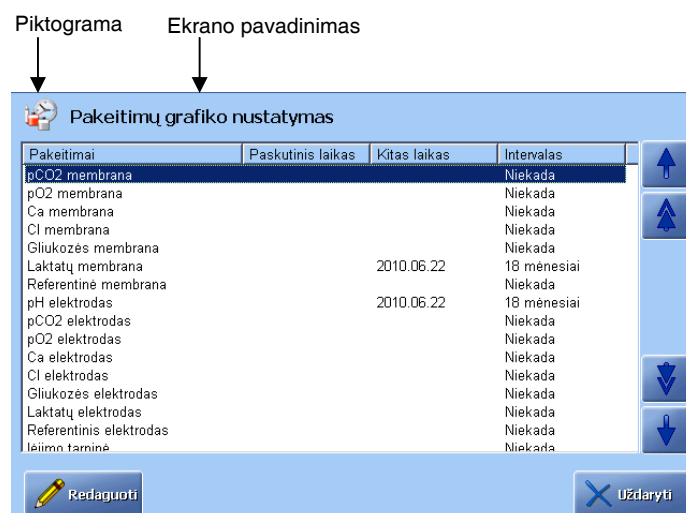 Piktograma Ekrano pavadinimas
Pakeitimų grafiko nustatymas
Pakeitimai Paskutinis laikas Kitas laikas Intervalas
pCO2 membrana Niekada
pO2 membrana Niekada
Ca membrana Niekada
Cl membrana Niekada
Gliukozės membrana Niekada
Laktatų membrana 2010.06.22 18 mėnesiai
Referentinė membrana Niekada
pH elektrodas 2010.06.22 18 mėnesiai
pCO2 elektrodas Niekada
pO2 elektrodas Niekada
Ca elektrodas Niekada
Cl elektrodas Niekada
Gliukozės elektrodas Niekada
Laktatų elektrodas Niekada
Referentinis elektrodas Niekada
Įėjimo tarpinė Niekada
Redaguoti Uždaryti